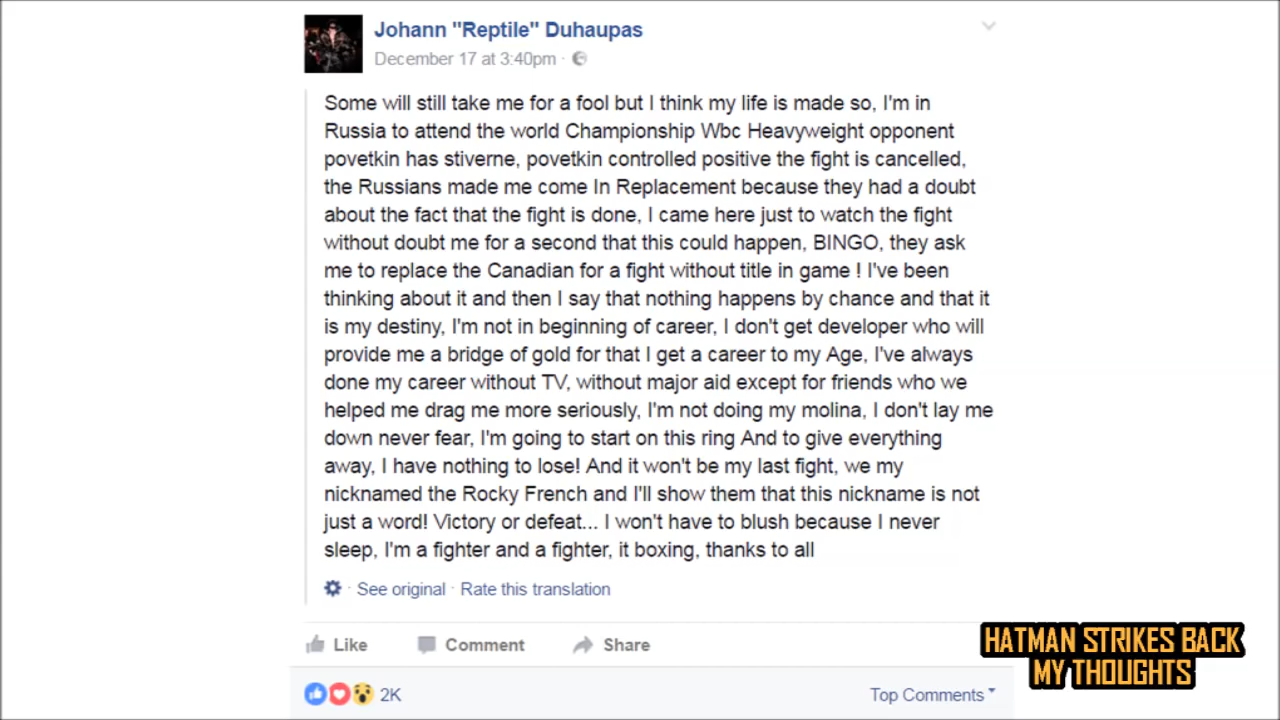 Johann "Reptile" Duhaupas
December 17 at 3:40pm ·
Some will still take me for a fool but I think my life is made so, I'm in
Russia to attend the world Championship Wbc Heavyweight opponent
povetkin has stiverne, povetkin controlled positive the fight is cancelled,
the Russians made me come In Replacement because they had a doubt
about the fact that the fight is done, I came here just to watch the fight
without doubt me for a second that this could happen, BINGO, they ask
me to replace the Canadian for a fight without title in game ! I've been
thinking about it and then I say that nothing happens by chance and that it
is my destiny, I'm not in beginning of career, I don't get developer who will
provide me a bridge of gold for that I get a career to my Age, I've always
done my career without TV, without major aid except for friends who we
helped me drag me more seriously, I'm not doing my molina, I don't lay me
down never fear, I'm going to start on this ring And to give everything
away, I have nothing to lose! And it won't be my last fight, we my
nicknamed the Rocky French and I'll show them that this nickname is not
just a word! Victory or defeat... I won't have to blush because I never
sleep, I'm a fighter and a fighter, it boxing, thanks to all
· See original · Rate this translation
Like Comment Share
HATMAN STRIKES BACK
MY THOUGHTS
2K Top Comments